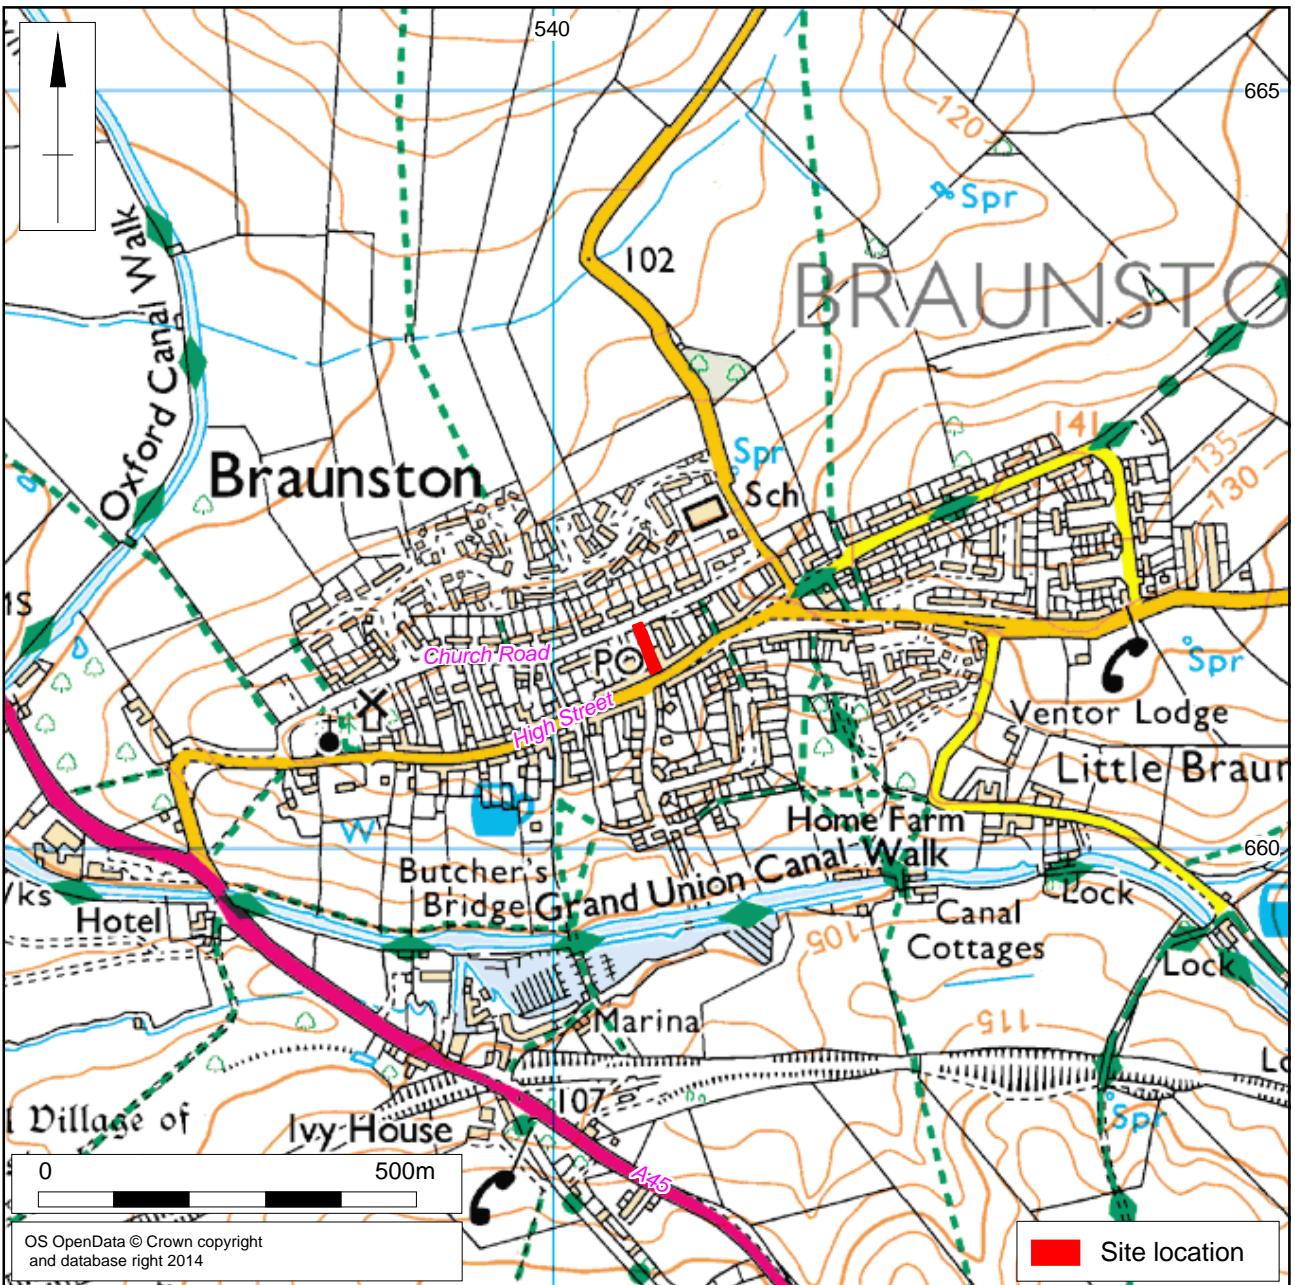 540
665
120
Spr
Oxford Canal Walk
102
BRAUNSTO
Braunston
Spr
Sch
141
135
130
Church Road
PO
High Street
Spr
Ventor Lodge
Little Braun
W
Home Farm
660
Butcher's
Bridge
Grand Union Canal Walk
Hotel
Lock
Canal
Cottages
105
Lock
Marina
115
107
Spr
Village of
Ivy House
A45
0 500m
OS OpenData © Crown copyright
and database right 2014
Site location